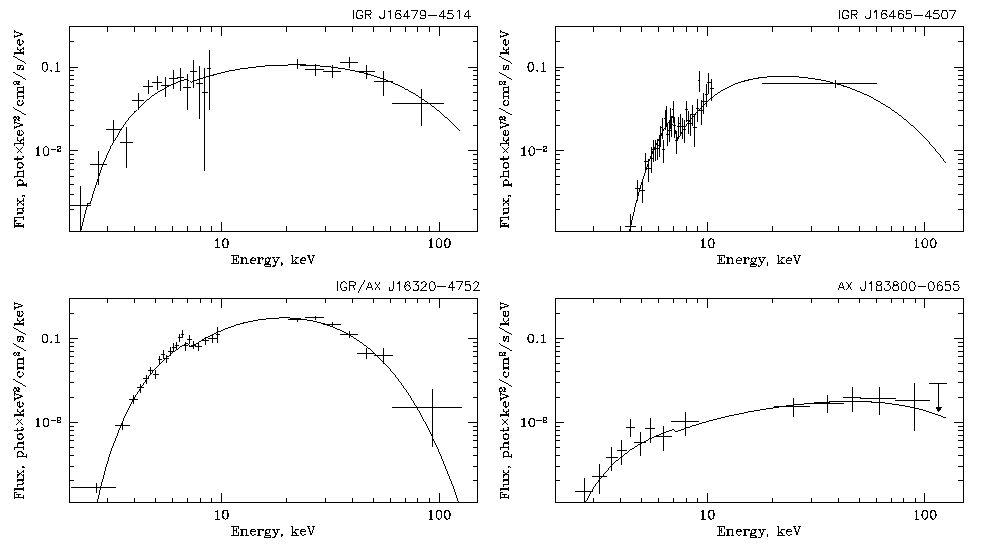 IGR J16479-4514
Flux, phot×keV²/cm²/s/keV
0.1
10⁻²
10
100
Energy, keV
IGR J16465-4507
Flux, phot×keV²/cm²/s/keV
0.1
10⁻²
10
100
Energy, keV
IGR/AX J16320-4752
Flux, phot×keV²/cm²/s/keV
0.1
10⁻²
10
100
Energy, keV
AX J183800-0655
Flux, phot×keV²/cm²/s/keV
0.1
10⁻²
10
100
Energy, keV